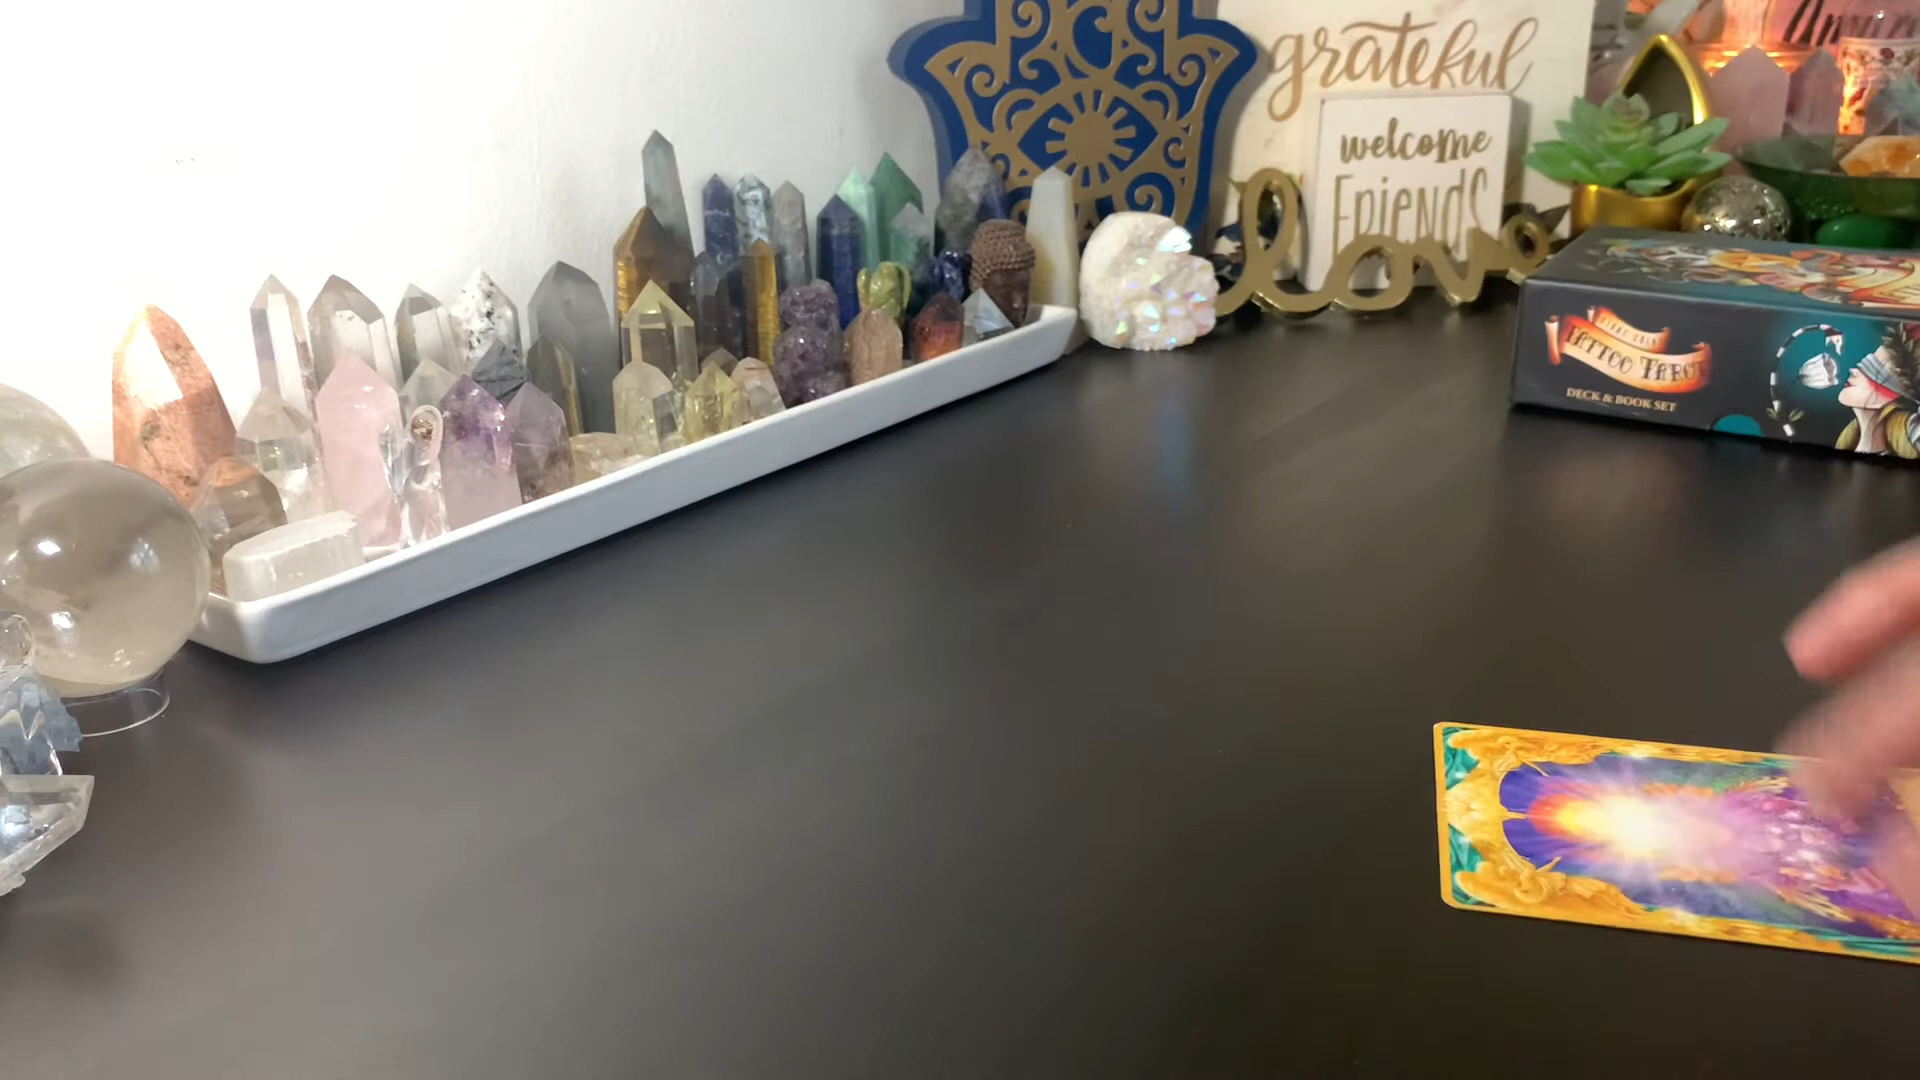 grateful
welcome
Friends
love
TATTOO TAROT
DECK & BOOK SET